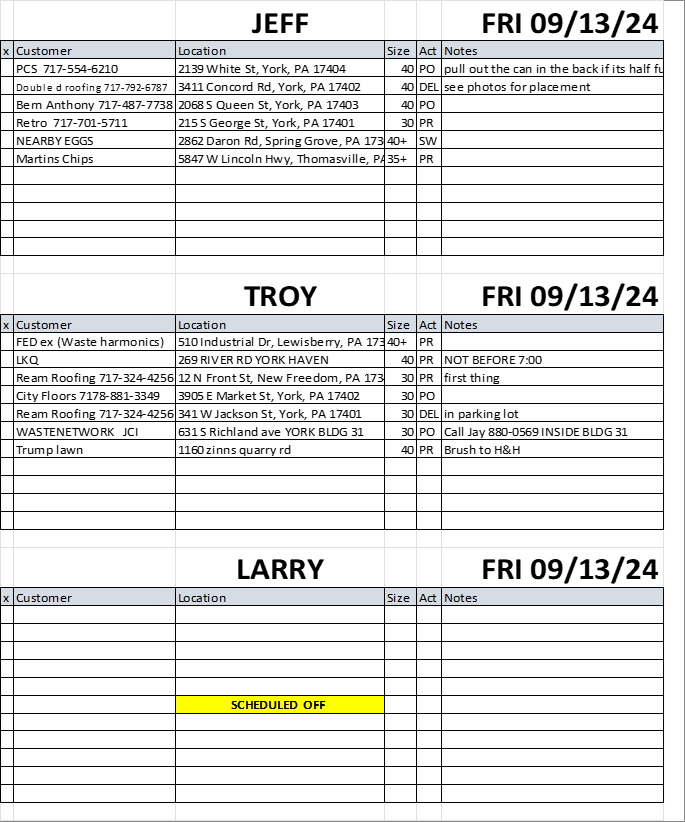 JEFF FRI 09/13/24
x Customer Location Size Act Notes
PCS 717-554-6210 2139 White St, York, PA 17404 40 PO pull out the can in the back if its half fu
Double d roofing 717-792-6787 3411 Concord Rd, York, PA 17402 40 DEL see photos for placement
Bern Anthony 717-487-7738 2068 S Queen St, York, PA 17403 40 PO
Retro 717-701-5711 215 S George St, York, PA 17401 30 PR
NEARBY EGGS 2862 Daron Rd, Spring Grove, PA 173 40+ SW
Martins Chips 5847 W Lincoln Hwy, Thomasville, PA 35+ PR
TROY FRI 09/13/24
x Customer Location Size Act Notes
FED ex (Waste harmonics) 510 Industrial Dr, Lewisberry, PA 173 40+ PR
LKQ 269 RIVER RD YORK HAVEN 40 PR NOT BEFORE 7:00
Ream Roofing 717-324-4256 12 N Front St, New Freedom, PA 173 30 PR first thing
City Floors 7178-881-3349 3905 E Market St, York, PA 17402 30 PO
Ream Roofing 717-324-4256 341 W Jackson St, York, PA 17401 30 DEL in parking lot
WASTENETWORK JCI 631 S Richland ave YORK BLDG 31 30 PO Call Jay 880-0569 INSIDE BLDG 31
Trump lawn 1160 zinns quarry rd 40 PR Brush to H&H
LARRY FRI 09/13/24
x Customer Location Size Act Notes
SCHEDULED OFF